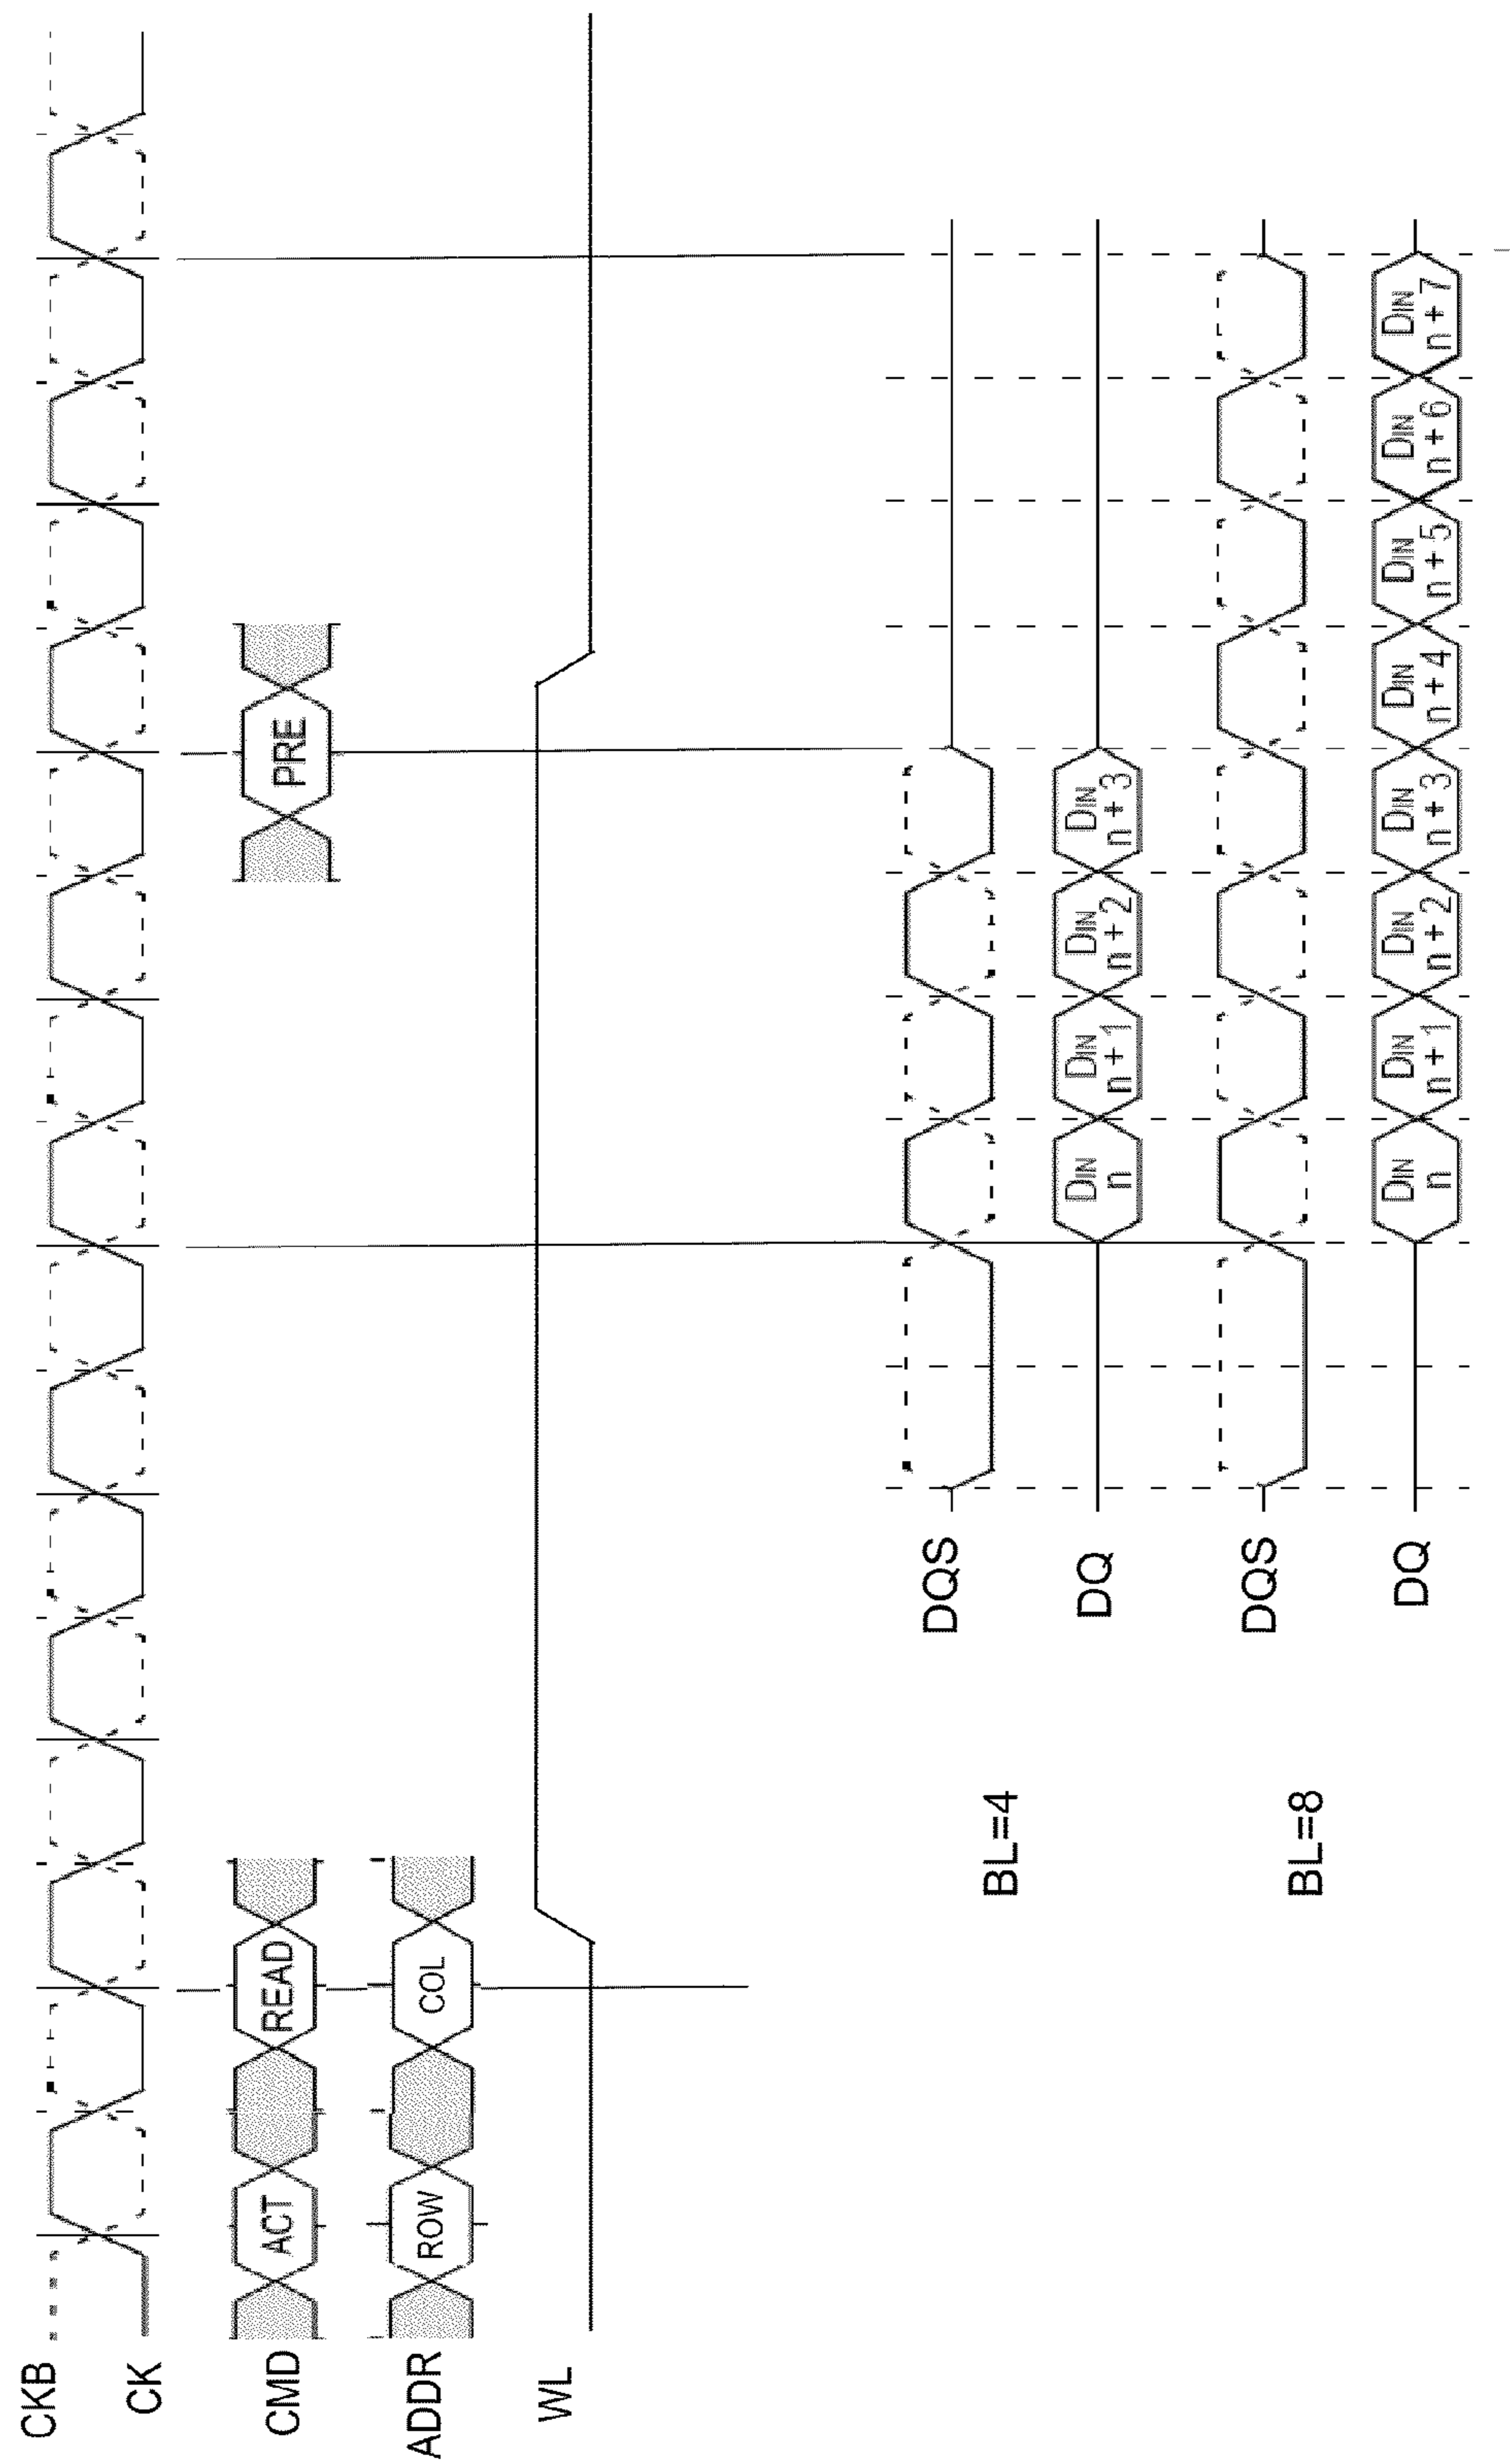 CKB
CK
CMD
ACT
READ
PRE
ADDR
ROW
COL
WL
BL=4
DQS
DQ
DIN n
DIN n + 1
DIN n + 2
DIN n + 3
BL=8
DQS
DQ
DIN n
DIN n + 1
DIN n + 2
DIN n + 3
DIN n + 4
DIN n + 5
DIN n + 6
DIN n + 7